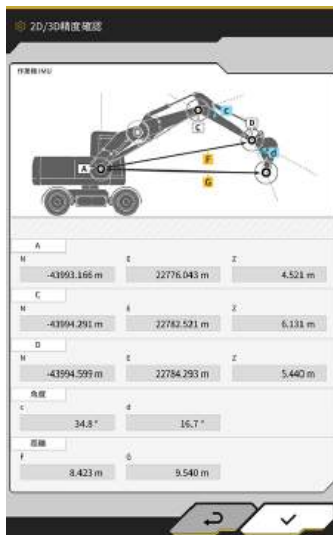 2D/3D精度確認
作業機IMU
C
D
C
A
d
F
G
A
N E Z
-43993.166 m 22776.043 m 4.521 m
C
N E Z
-43994.291 m 22782.521 m 6.131 m
D
N E Z
-43994.599 m 22784.293 m 5.440 m
角度
c d
34.8° 16.7°
距離
f G
8.423 m 9.540 m